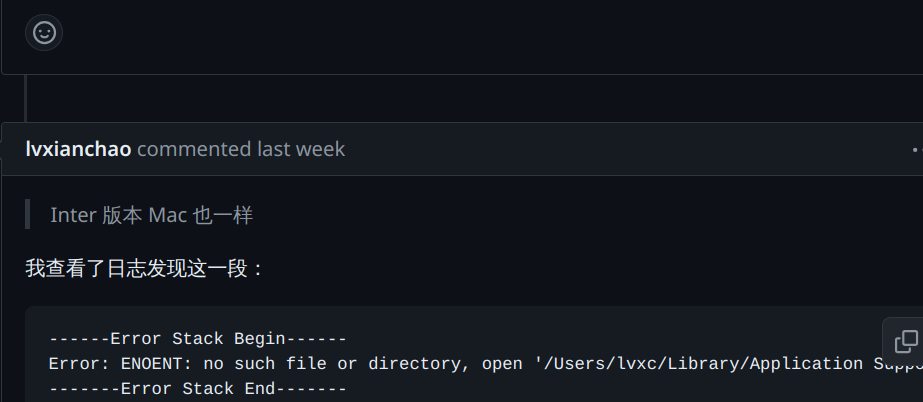 lvxianchao commented last week
Inter 版本 Mac 也一样
我查看了日志发现这一段：
------Error Stack Begin------
Error: ENOENT: no such file or directory, open '/Users/lvxc/Library/Application
-------Error Stack End-------